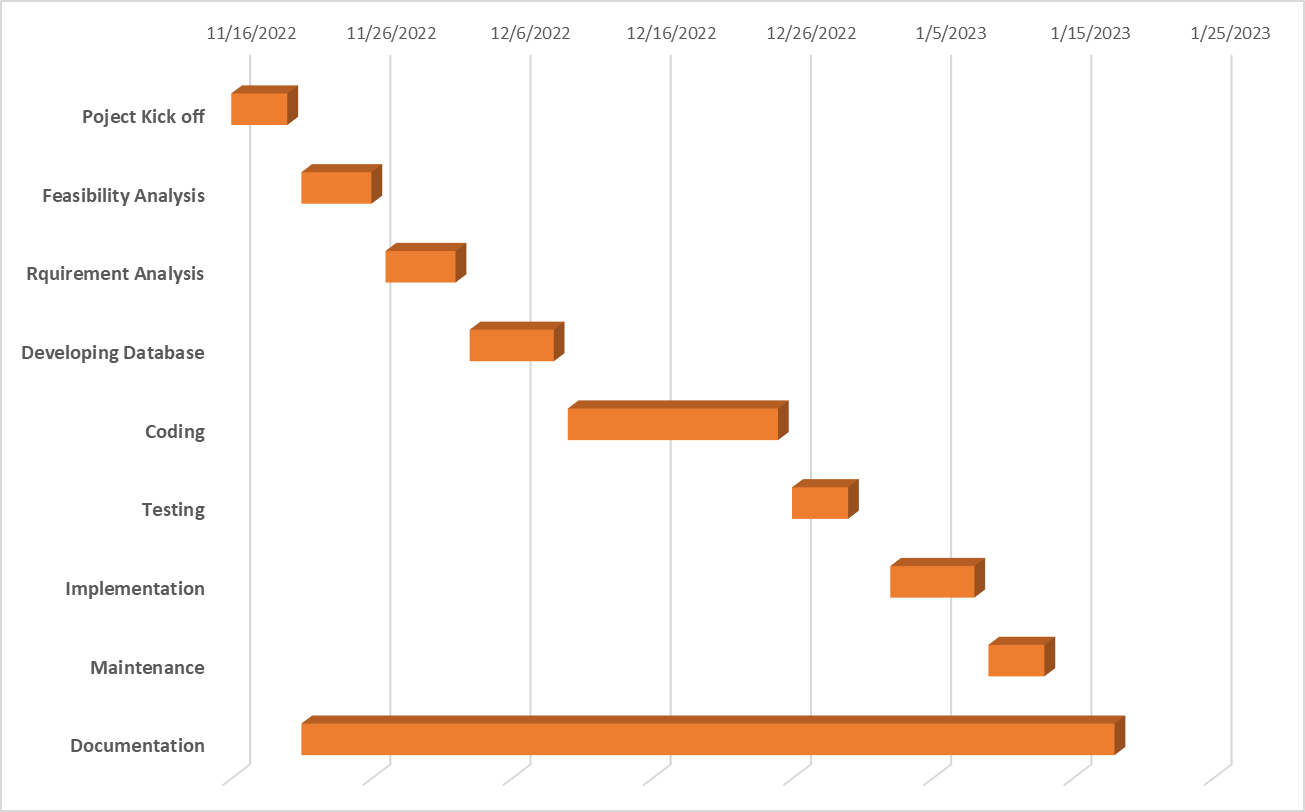 11/16/2022 11/26/2022 12/6/2022 12/16/2022 12/26/2022 1/5/2023 1/15/2023 1/25/2023
Poject Kick off
Feasibility Analysis
Rquirement Analysis
Developing Database
Coding
Testing
Implementation
Maintenance
Documentation